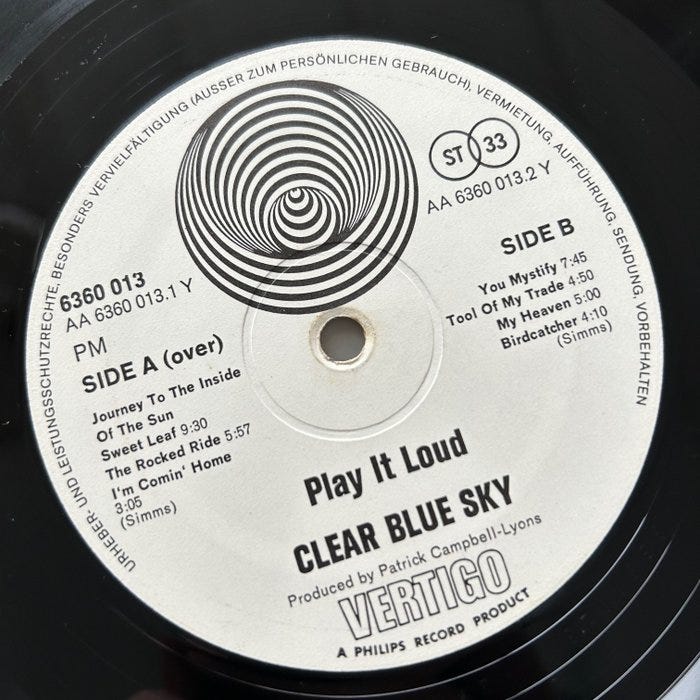 URHEBER- UND LEISTUNGSSCHUTZRECHTE, BESONDERS VERVIELFÄLTIGUNG (AUSSER ZUM PERSÖNLICHEN GEBRAUCH), VERMIETUNG, AUFFÜHRUNG, SENDUNG, VORBEHALTEN
ST 33
AA 6360 013.2 Y
SIDE B
You Mystify 7:45
Tool Of My Trade 4:50
My Heaven 5:00
Birdcatcher 4:10
(Simms)
6360 013
AA 6360 013.1 Y
PM
SIDE A (over)
Journey To The Inside
Of The Sun
Sweet Leaf 9:30
The Rocked Ride 5:57
I'm Comin' Home
3:05
(Simms)
Play It Loud
CLEAR BLUE SKY
Produced by Patrick Campbell-Lyons
VERTIGO
A PHILIPS RECORD PRODUCT